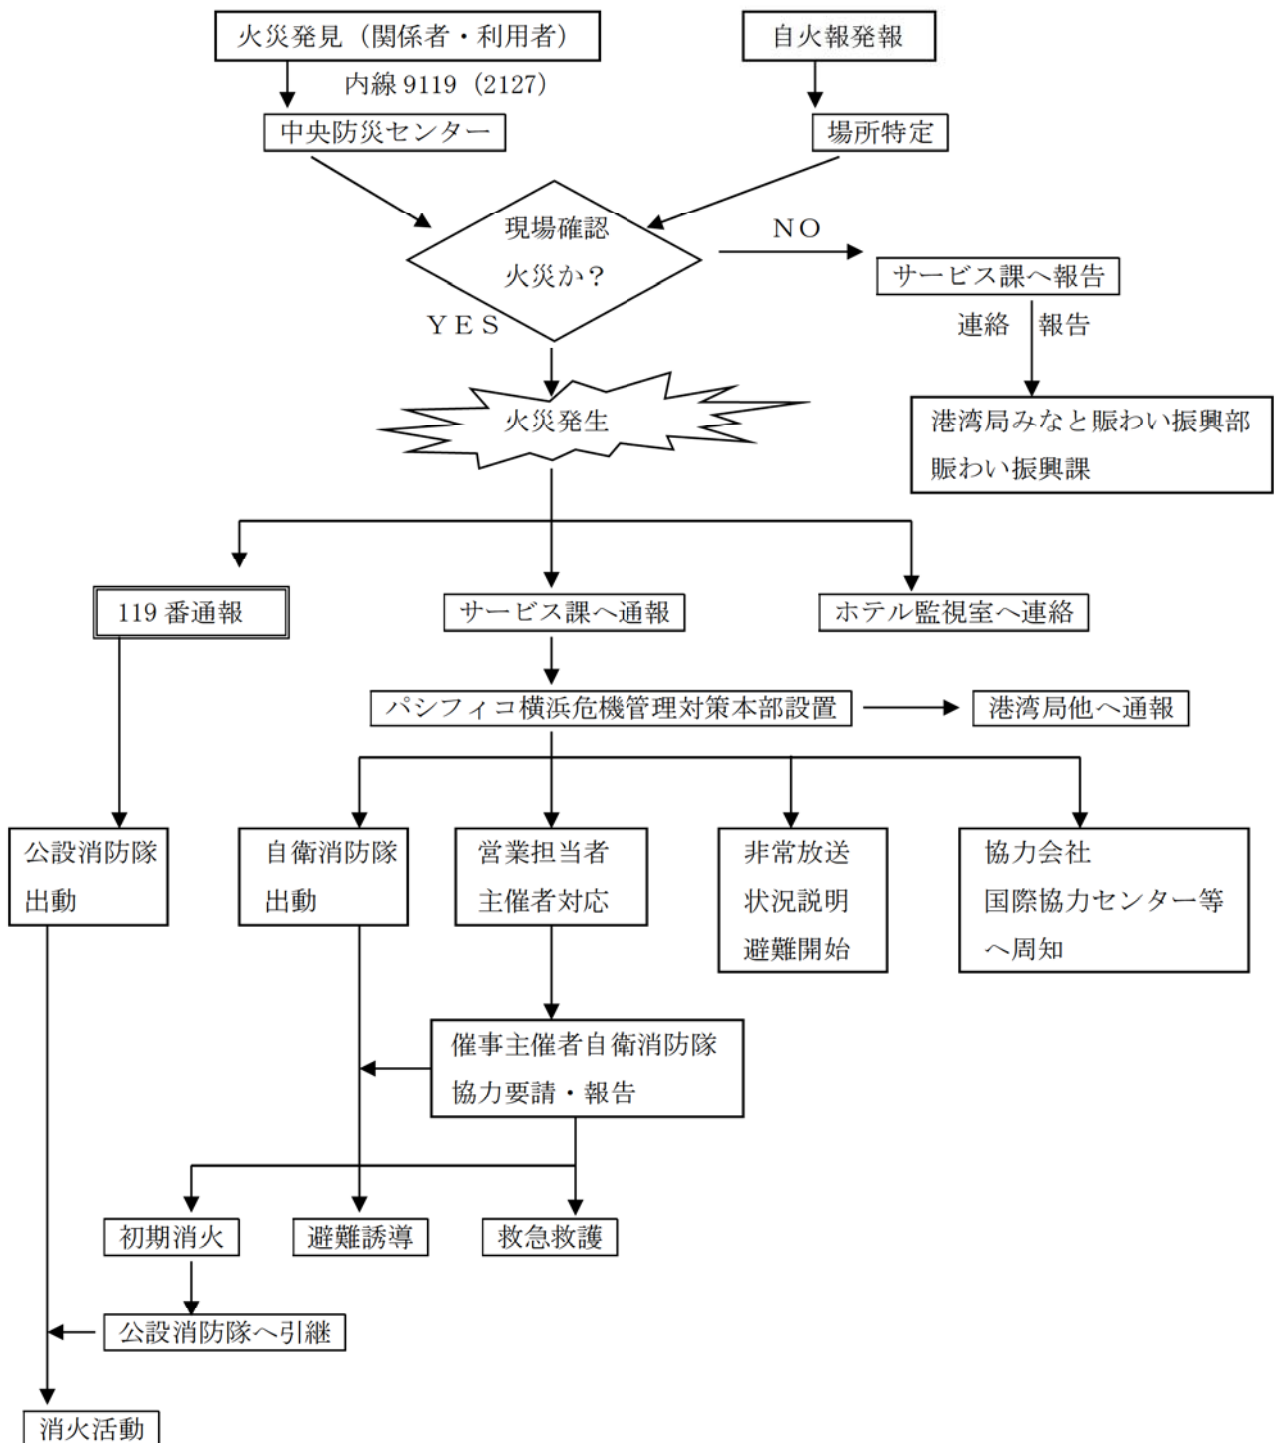 火災発見（関係者・利用者）
自火報発報
内線 9119（2127）
中央防災センター
場所特定
現場確認
火災か？
ＮＯ
サービス課へ報告
ＹＥＳ
連絡
報告
火災発生
港湾局みなと賑わい振興部
賑わい振興課
119 番通報
サービス課へ通報
ホテル監視室へ連絡
パシフィコ横浜危機管理対策本部設置
港湾局他へ通報
公設消防隊
出動
自衛消防隊
出動
営業担当者
主催者対応
非常放送
状況説明
避難開始
協力会社
国際協力センター等
へ周知
催事主催者自衛消防隊
協力要請・報告
初期消火
避難誘導
救急救護
公設消防隊へ引継
消火活動